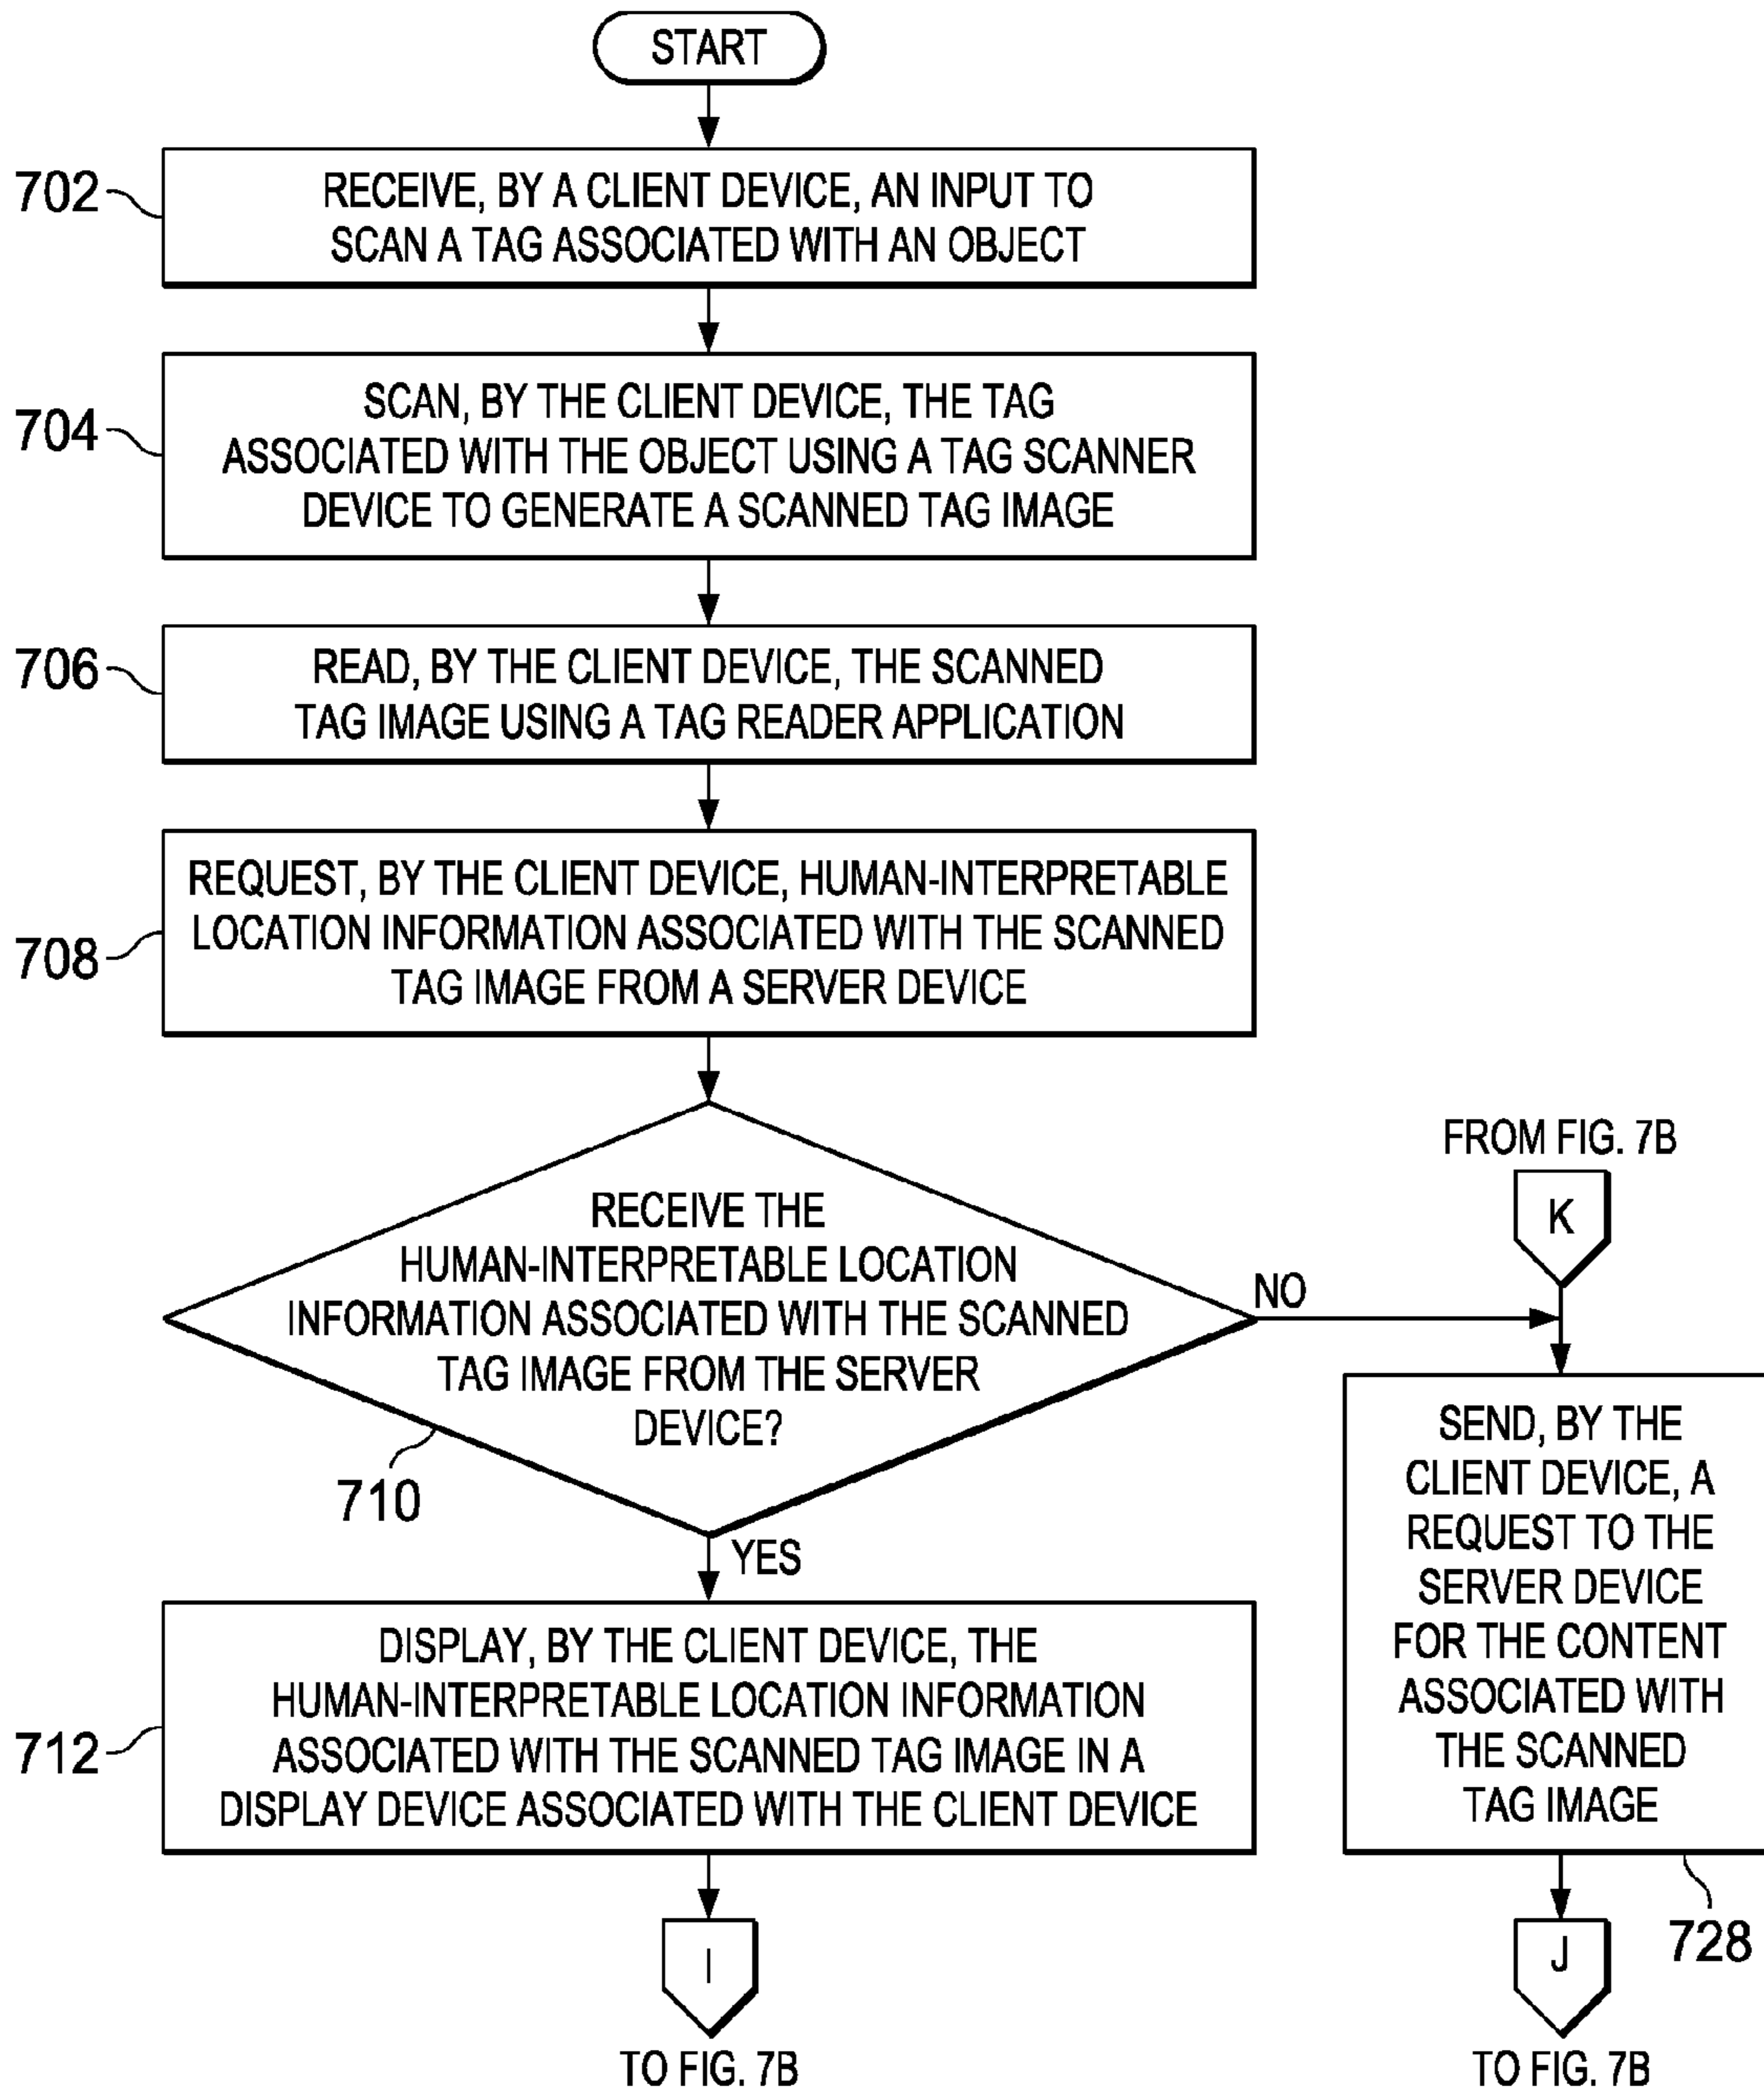 START
702
RECEIVE, BY A CLIENT DEVICE, AN INPUT TO
SCAN A TAG ASSOCIATED WITH AN OBJECT
704
SCAN, BY THE CLIENT DEVICE, THE TAG
ASSOCIATED WITH THE OBJECT USING A TAG SCANNER
DEVICE TO GENERATE A SCANNED TAG IMAGE
706
READ, BY THE CLIENT DEVICE, THE SCANNED
TAG IMAGE USING A TAG READER APPLICATION
708
REQUEST, BY THE CLIENT DEVICE, HUMAN-INTERPRETABLE
LOCATION INFORMATION ASSOCIATED WITH THE SCANNED
TAG IMAGE FROM A SERVER DEVICE
RECEIVE THE
HUMAN-INTERPRETABLE LOCATION
INFORMATION ASSOCIATED WITH THE SCANNED
TAG IMAGE FROM THE SERVER
DEVICE?
710
NO
YES
FROM FIG. 7B
K
712
DISPLAY, BY THE CLIENT DEVICE, THE
HUMAN-INTERPRETABLE LOCATION INFORMATION
ASSOCIATED WITH THE SCANNED TAG IMAGE IN A
DISPLAY DEVICE ASSOCIATED WITH THE CLIENT DEVICE
I
TO FIG. 7B
SEND, BY THE
CLIENT DEVICE, A
REQUEST TO THE
SERVER DEVICE
FOR THE CONTENT
ASSOCIATED WITH
THE SCANNED
TAG IMAGE
728
J
TO FIG. 7B